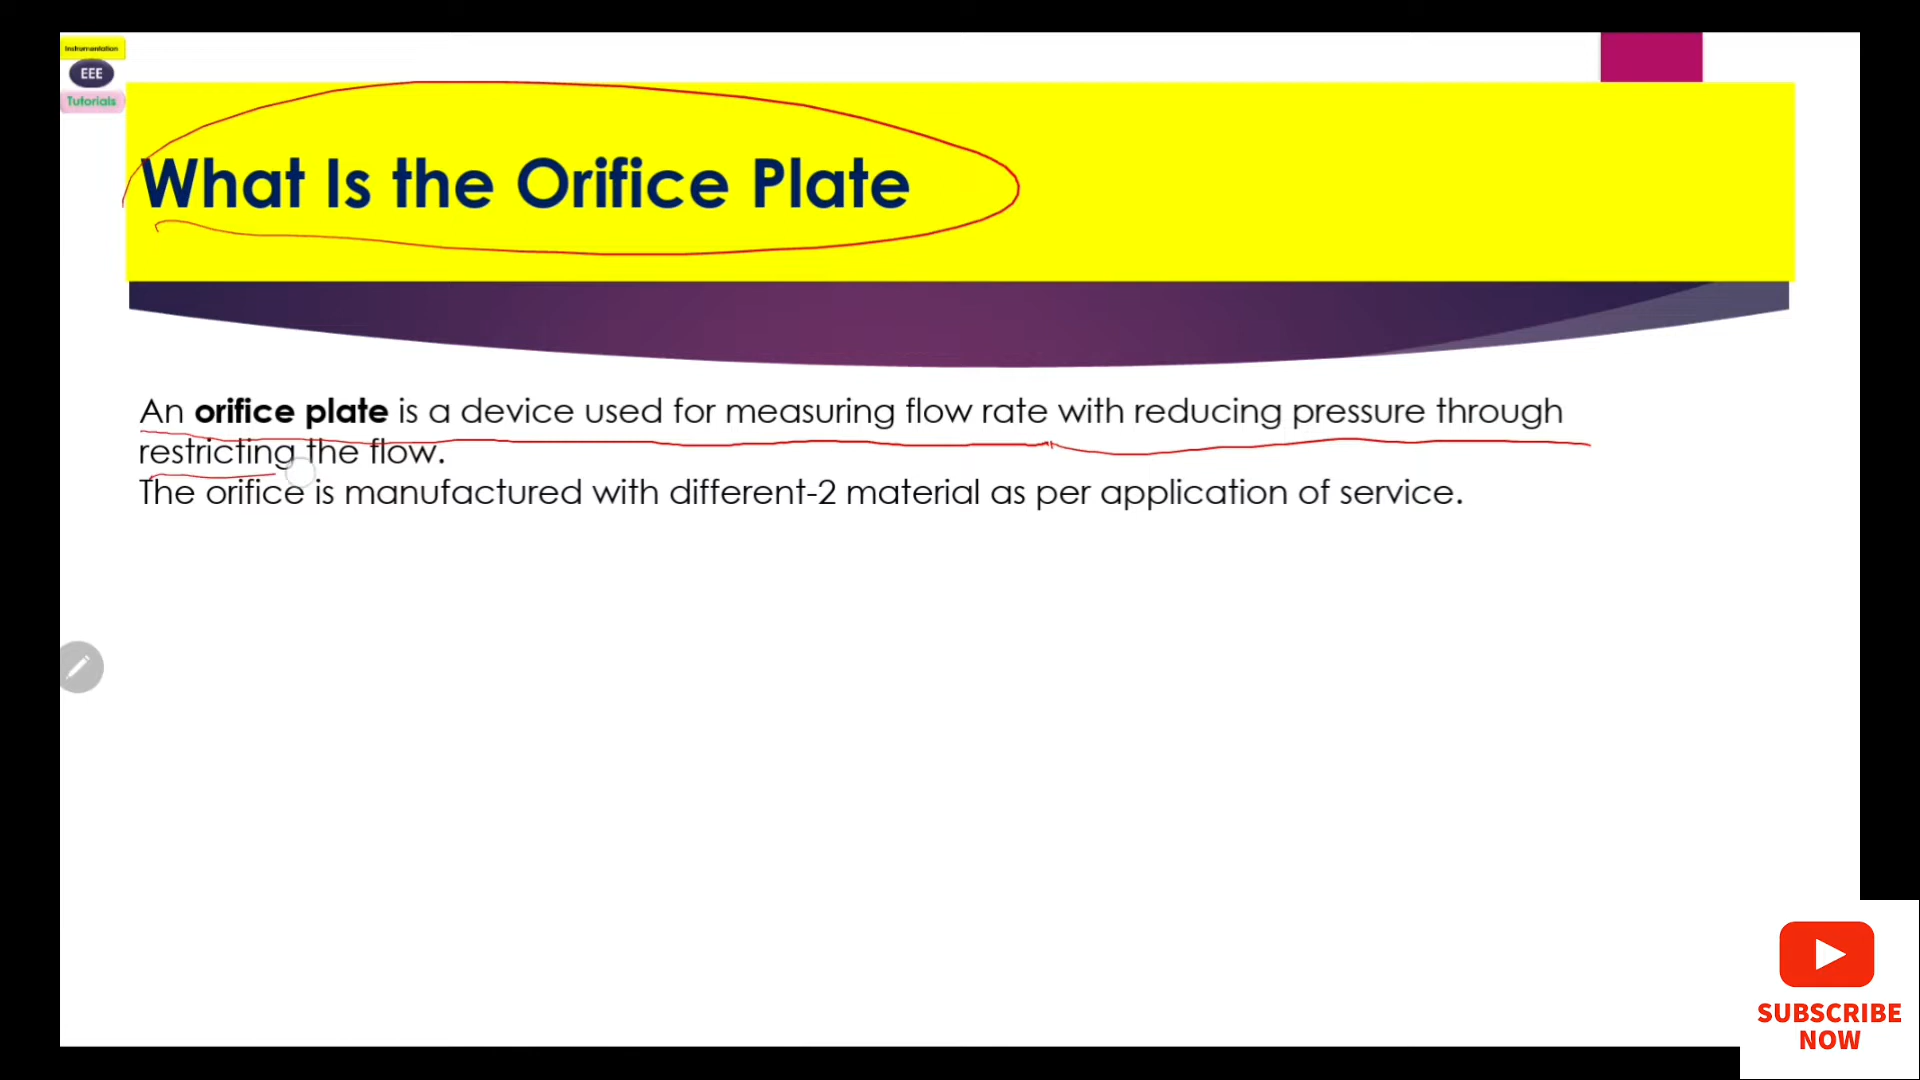 Instrumentation
EEE
Tutorials
What Is the Orifice Plate
An orifice plate is a device used for measuring flow rate with reducing pressure through
restricting the flow.
The orifice is manufactured with different-2 material as per application of service.
SUBSCRIBE
NOW